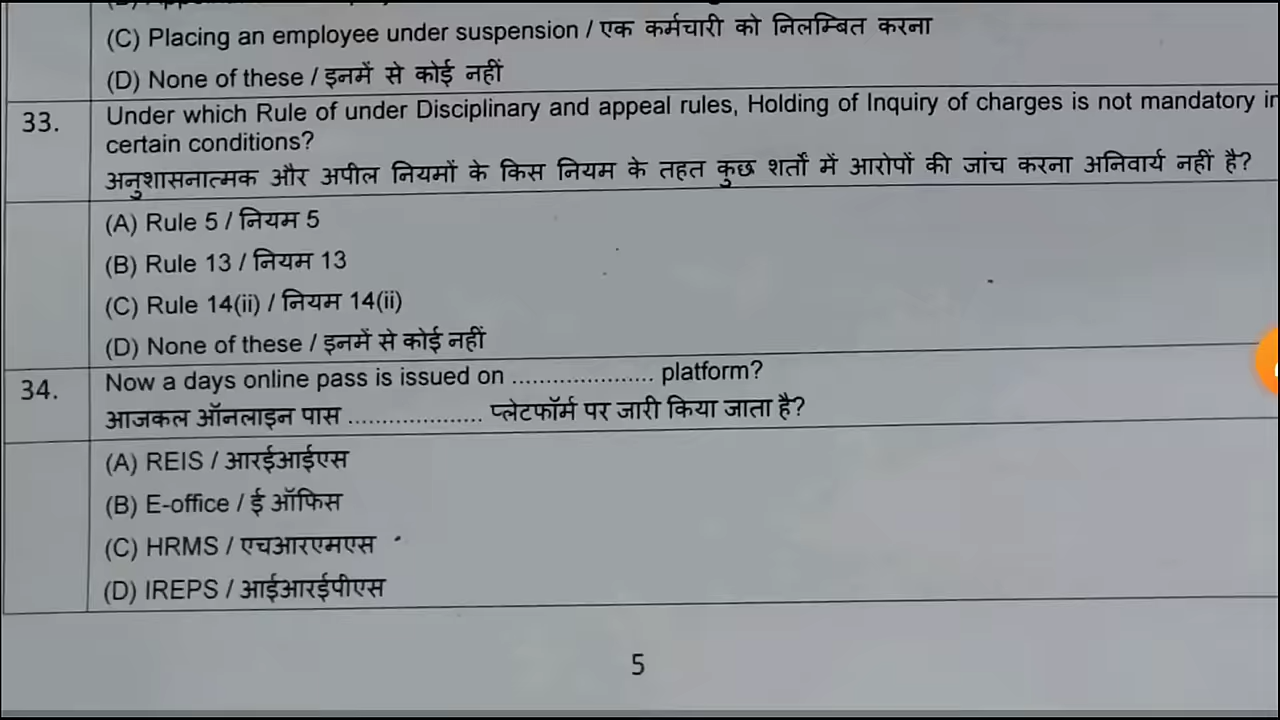 (C) Placing an employee under suspension / एक कर्मचारी को निलम्बित करना
(D) None of these / इनमें से कोई नहीं
33. Under which Rule of under Disciplinary and appeal rules, Holding of Inquiry of charges is not mandatory in
certain conditions?
अनुशासनात्मक और अपील नियमों के किस नियम के तहत कुछ शर्तों में आरोपों की जांच करना अनिवार्य नहीं है?
(A) Rule 5 / नियम 5
(B) Rule 13 / नियम 13
(C) Rule 14(ii) / नियम 14(ii)
(D) None of these / इनमें से कोई नहीं
34. Now a days online pass is issued on ..................... platform?
आजकल ऑनलाइन पास .................... प्लेटफॉर्म पर जारी किया जाता है?
(A) REIS / आरईआईएस
(B) E-office / ई ऑफिस
(C) HRMS / एचआरएमएस
(D) IREPS / आईआरईपीएस
5